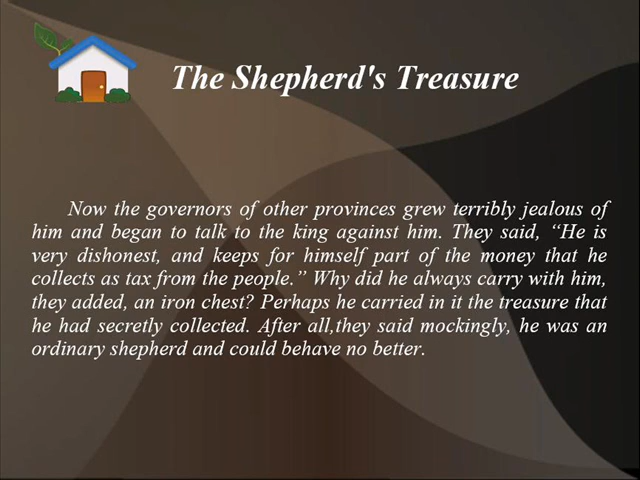 The Shepherd's Treasure
Now the governors of other provinces grew terribly jealous of
him and began to talk to the king against him. They said, “He is
very dishonest, and keeps for himself part of the money that he
collects as tax from the people.” Why did he always carry with him,
they added, an iron chest? Perhaps he carried in it the treasure that
he had secretly collected. After all,they said mockingly, he was an
ordinary shepherd and could behave no better.